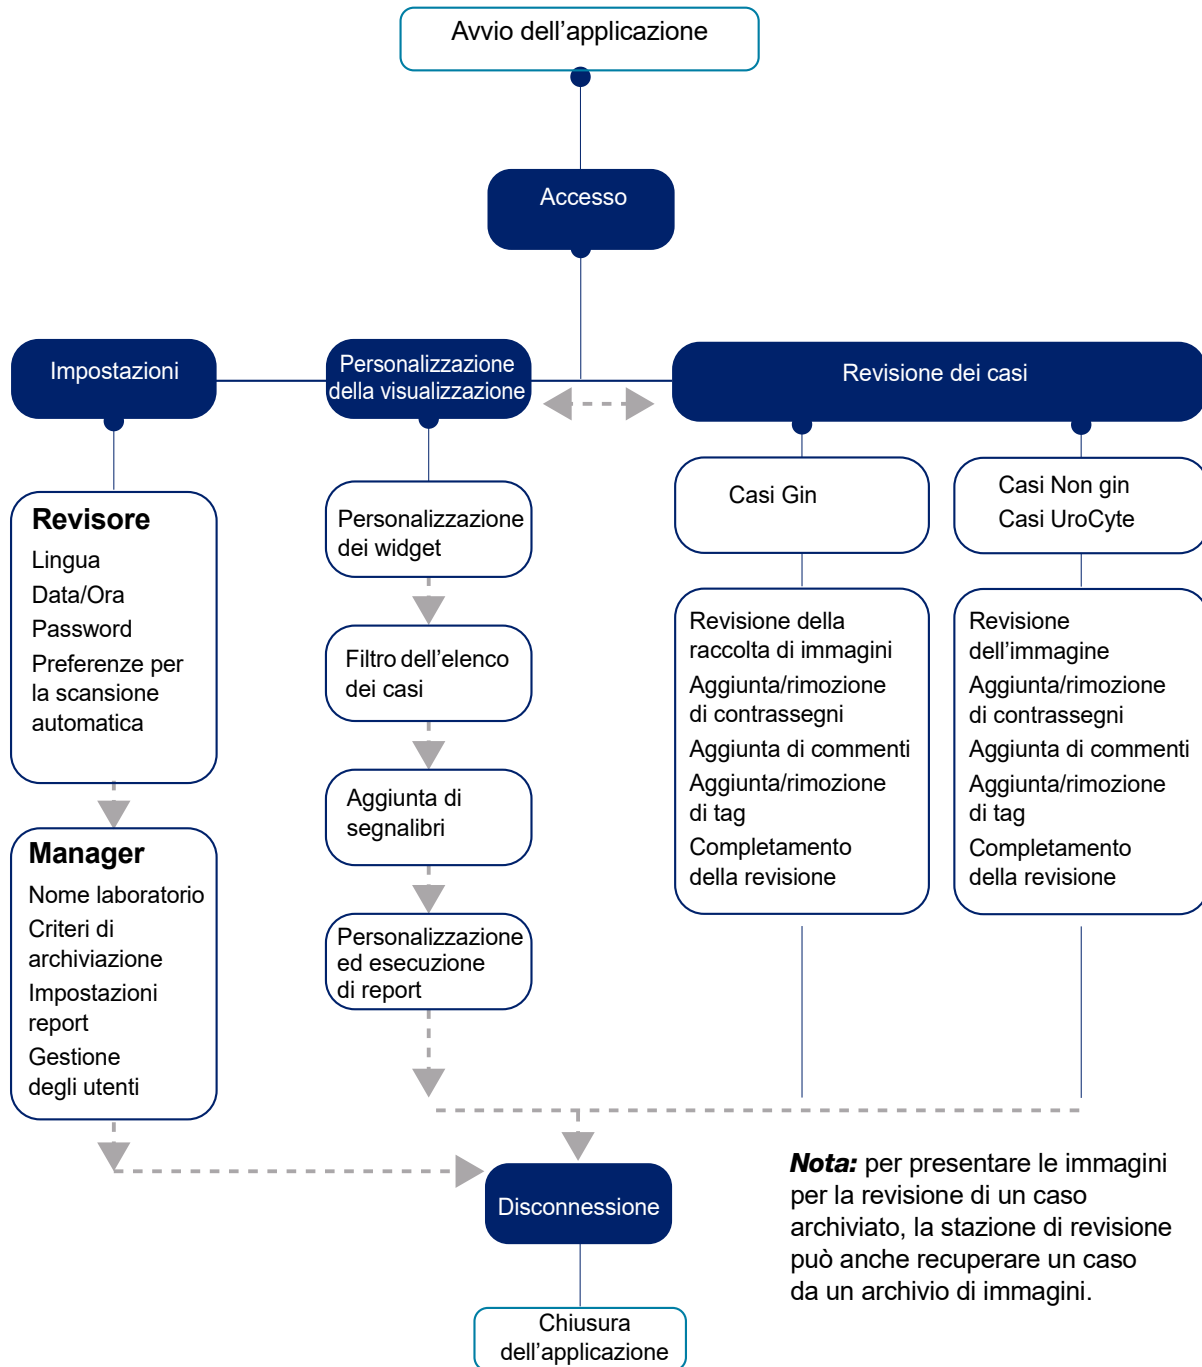 Avvio dell’applicazione
Accesso
Impostazioni
Personalizzazione
della visualizzazione
Revisione dei casi
Revisore
Lingua
Data/Ora
Password
Preferenze per
la scansione
automatica
Manager
Nome laboratorio
Criteri di
archiviazione
Impostazioni
report
Gestione
degli utenti
Personalizzazione
dei widget
Filtro dell’elenco
dei casi
Aggiunta di
segnalibri
Personalizzazione
ed esecuzione
di report
Casi Gin
Revisione della
raccolta di immagini
Aggiunta/rimozione
di contrassegni
Aggiunta di commenti
Aggiunta/rimozione
di tag
Completamento
della revisione
Casi Non gin
Casi UroCyte
Revisione
dell’immagine
Aggiunta/rimozione
di contrassegni
Aggiunta di commenti
Aggiunta/rimozione
di tag
Completamento
della revisione
Disconnessione
Chiusura
dell’applicazione
Nota: per presentare le immagini
per la revisione di un caso
archiviato, la stazione di revisione
può anche recuperare un caso
da un archivio di immagini.